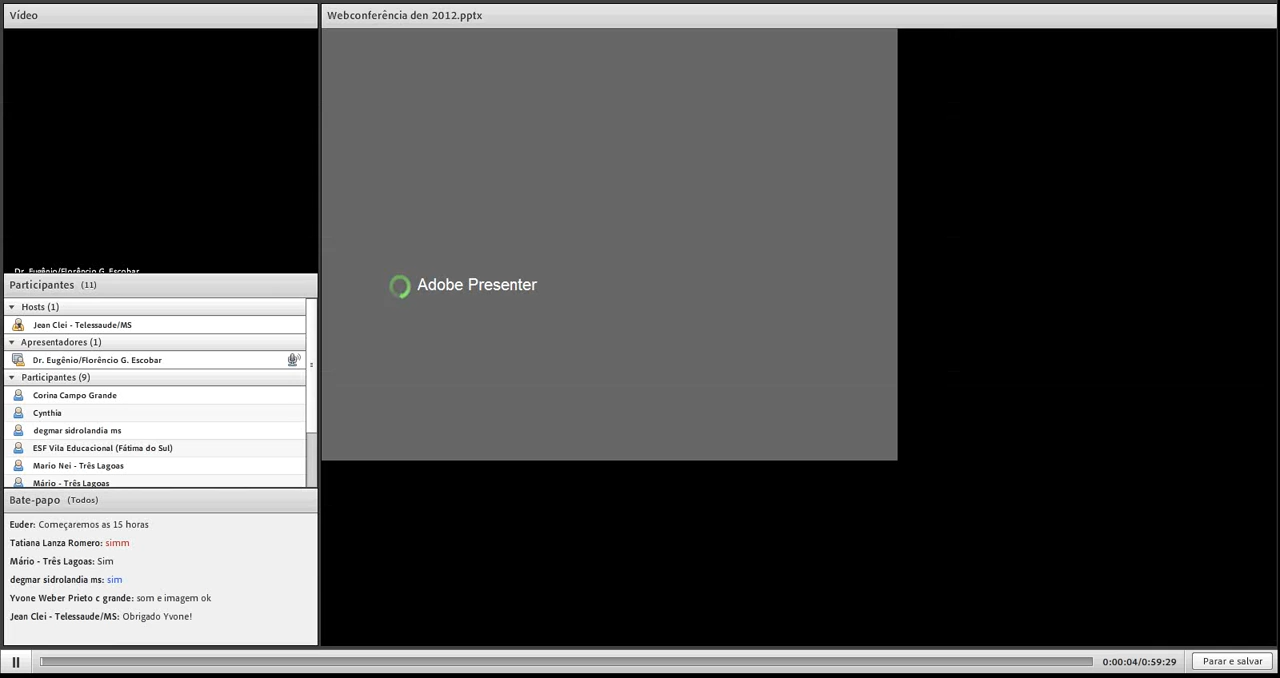 Vídeo
Webconferência den 2012.pptx
Adobe Presenter
Dr. Eugênio/Florêncio G. Escobar
Participantes (11)
Hosts (1)
Jean Clei - Telessaude/MS
Apresentadores (1)
Dr. Eugênio/Florêncio G. Escobar
Participantes (9)
Corina Campo Grande
Cynthia
degmar sidrolandia ms
ESF Vila Educacional (Fátima do Sul)
Mario Nei - Três Lagoas
Mário - Três Lagoas
Bate-papo (Todos)
Euder: Começaremos as 15 horas
Tatiana Lanza Romero: simm
Mário - Três Lagoas: Sim
degmar sidrolandia ms: sim
Yvone Weber Prieto c grande: som e imagem ok
Jean Clei - Telessaude/MS: Obrigado Yvone!
0:00:04/0:59:29
Parar e salvar